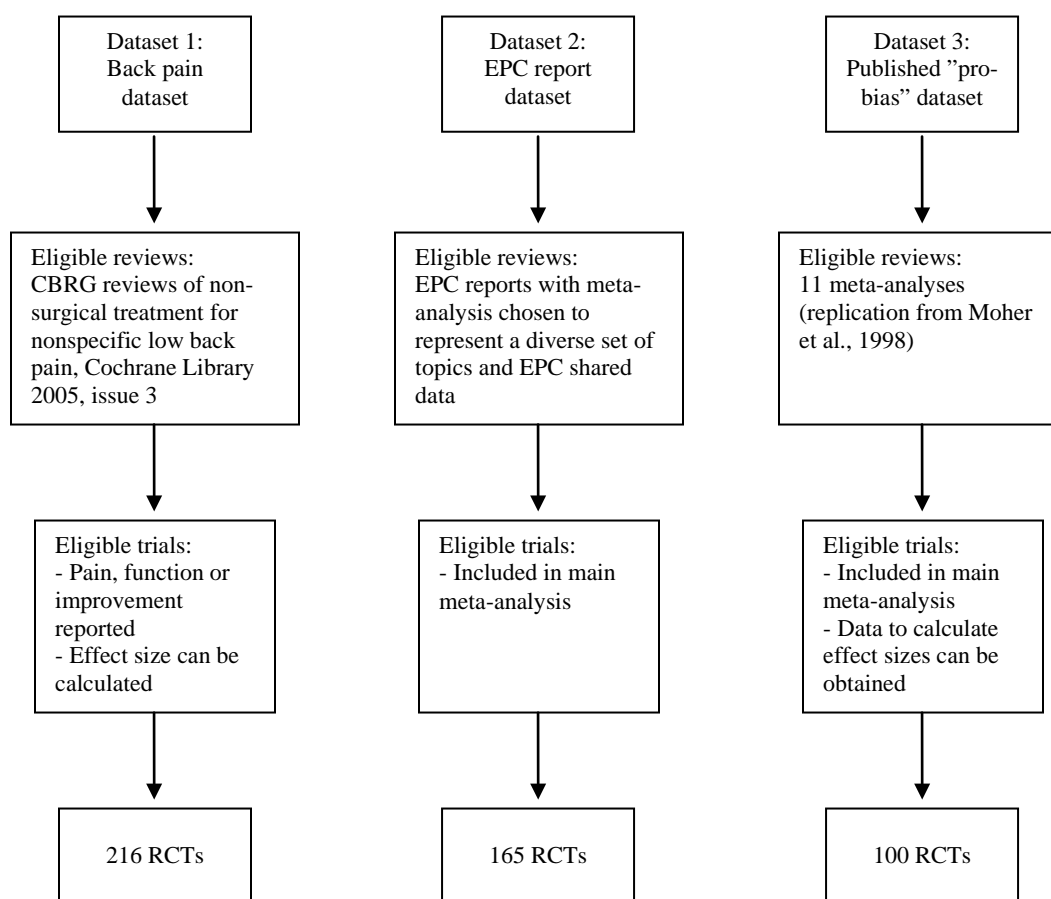 Dataset 1:
Back pain
dataset
Dataset 2:
EPC report
dataset
Dataset 3:
Published ”pro-
bias” dataset
Eligible reviews:
CBRG reviews of non-
surgical treatment for
nonspecific low back
pain, Cochrane Library
2005, issue 3
Eligible reviews:
EPC reports with meta-
analysis chosen to
represent a diverse set of
topics and EPC shared
data
Eligible reviews:
11 meta-analyses
(replication from Moher
et al., 1998)
Eligible trials:
- Pain, function or
improvement
reported
- Effect size can be
calculated
Eligible trials:
- Included in main
meta-analysis
Eligible trials:
- Included in main
meta-analysis
- Data to calculate
effect sizes can be
obtained
216 RCTs
165 RCTs
100 RCTs